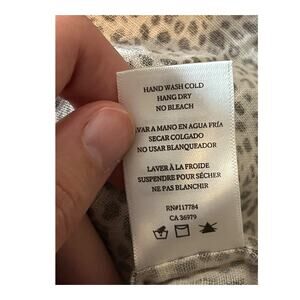 HAND WASH COLD
HANG DRY
NO BLEACH
VAR A MANO EN AGUA FRÍA
SECAR COLGADO
NO USAR BLANQUEADOR
LAVER À LA FROIDE
SUSPENDRE POUR SÉCHER
NE PAS BLANCHIR
RN#117784
CA 36979